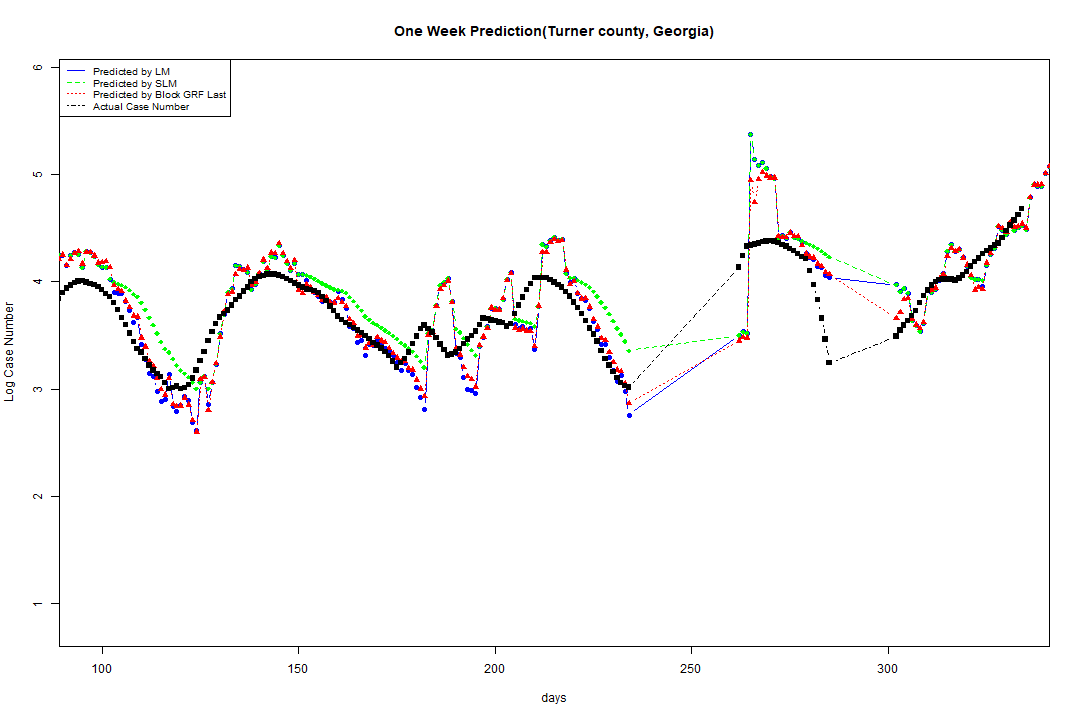 One Week Prediction(Turner county, Georgia)
Predicted by LM
Predicted by SLM
Predicted by Block GRF Last
Actual Case Number
Log Case Number
6
5
4
3
2
1
100 150 200 250 300
days